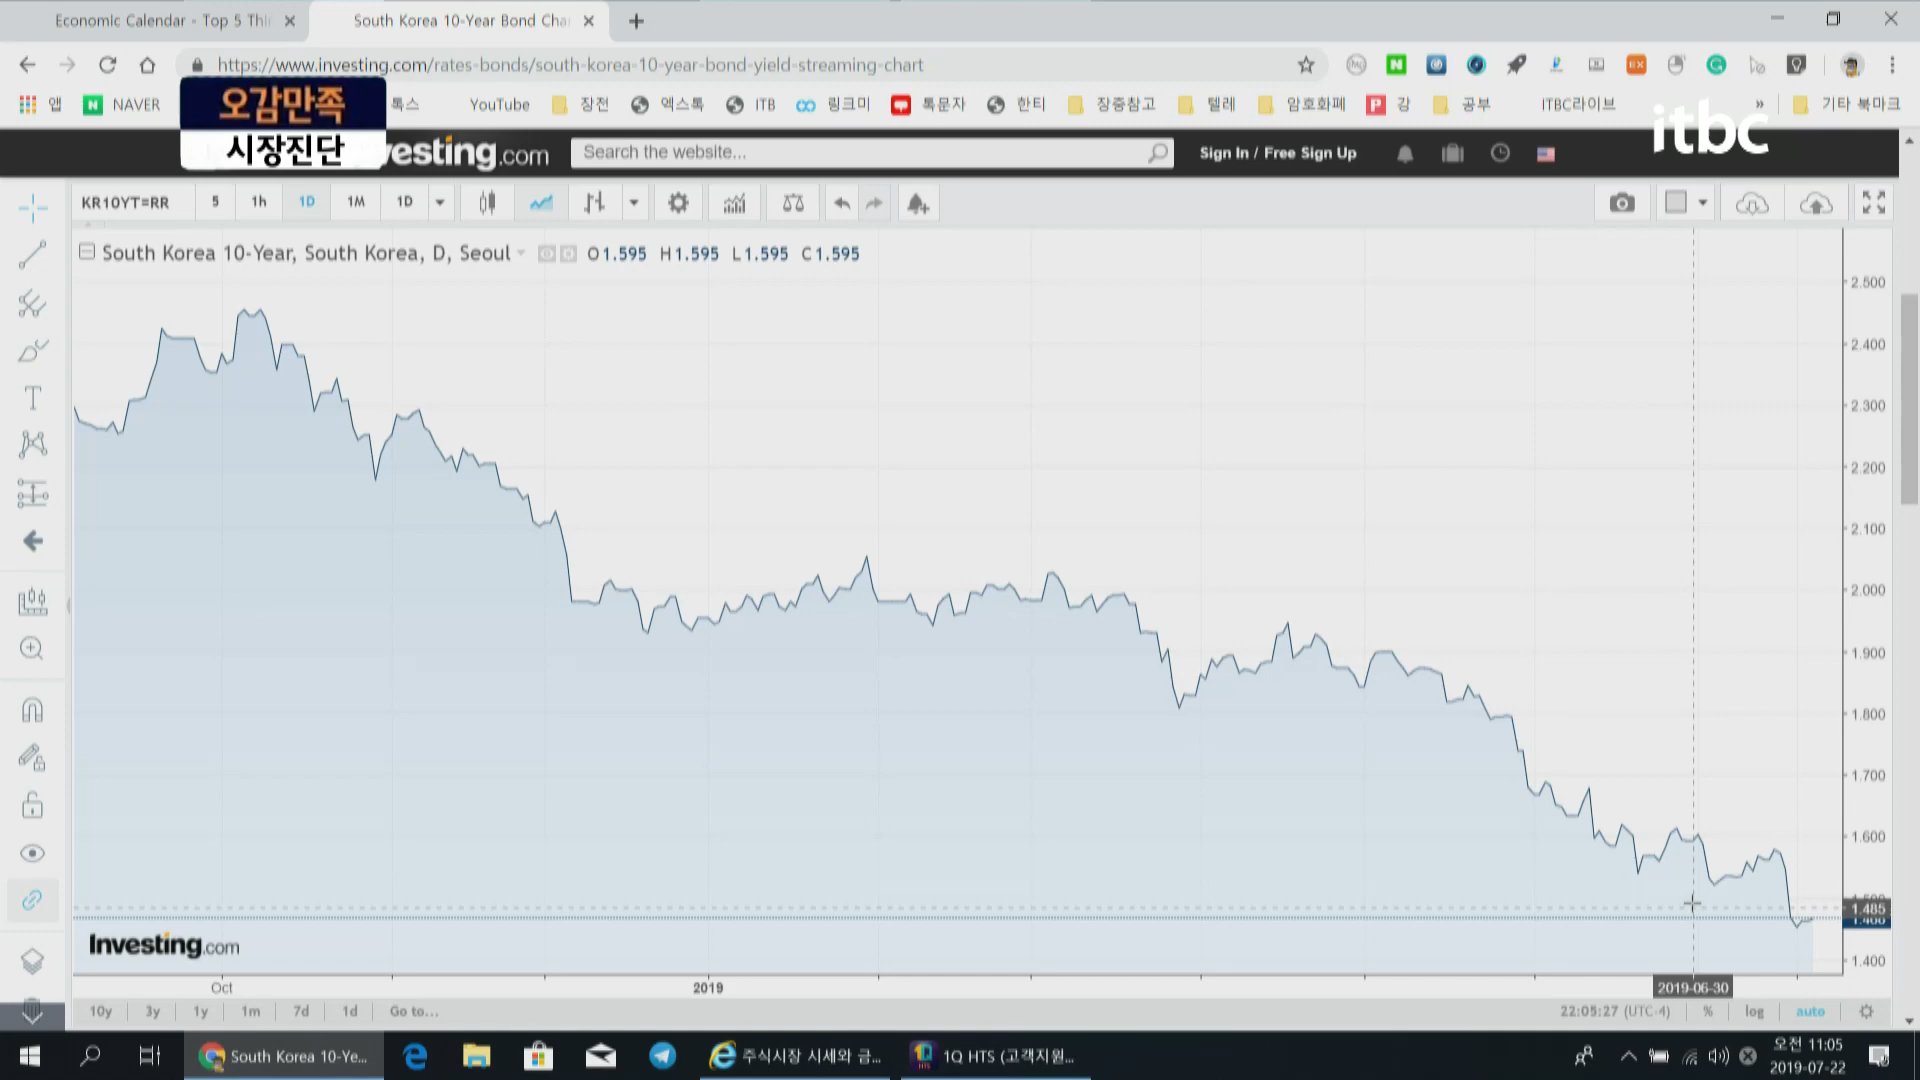 Economic Calendar - Top 5 Thi
South Korea 10-Year Bond Cha
https://www.investing.com/rates-bonds/south-korea-10-year-bond-yield-streaming-chart
앱 NAVER 톡스 YouTube 장전 엑스톡 ITB 링크미 톡문자 한티 장중참고 텔레 암호화폐 강 공부 ITBC라이브 » 기타 북마크
오감만족
시장진단
itbc
vesting.com Search the website... Sign In / Free Sign Up
KR10YT=RR 5 1h 1D 1M 1D
South Korea 10-Year, South Korea, D, Seoul O1.595 H1.595 L1.595 C1.595
2.500
2.400
2.300
2.200
2.100
2.000
1.900
1.800
1.700
1.600
1.485
1.400
Investing.com
Oct 2019 2019-06-30
10y 3y 1y 1m 7d 1d Go to... 22:05:27 (UTC-4) % log auto
South Korea 10-Ye... 주식시장 시세와 금... 1Q HTS (고객지원... 오전 11:05
2019-07-22